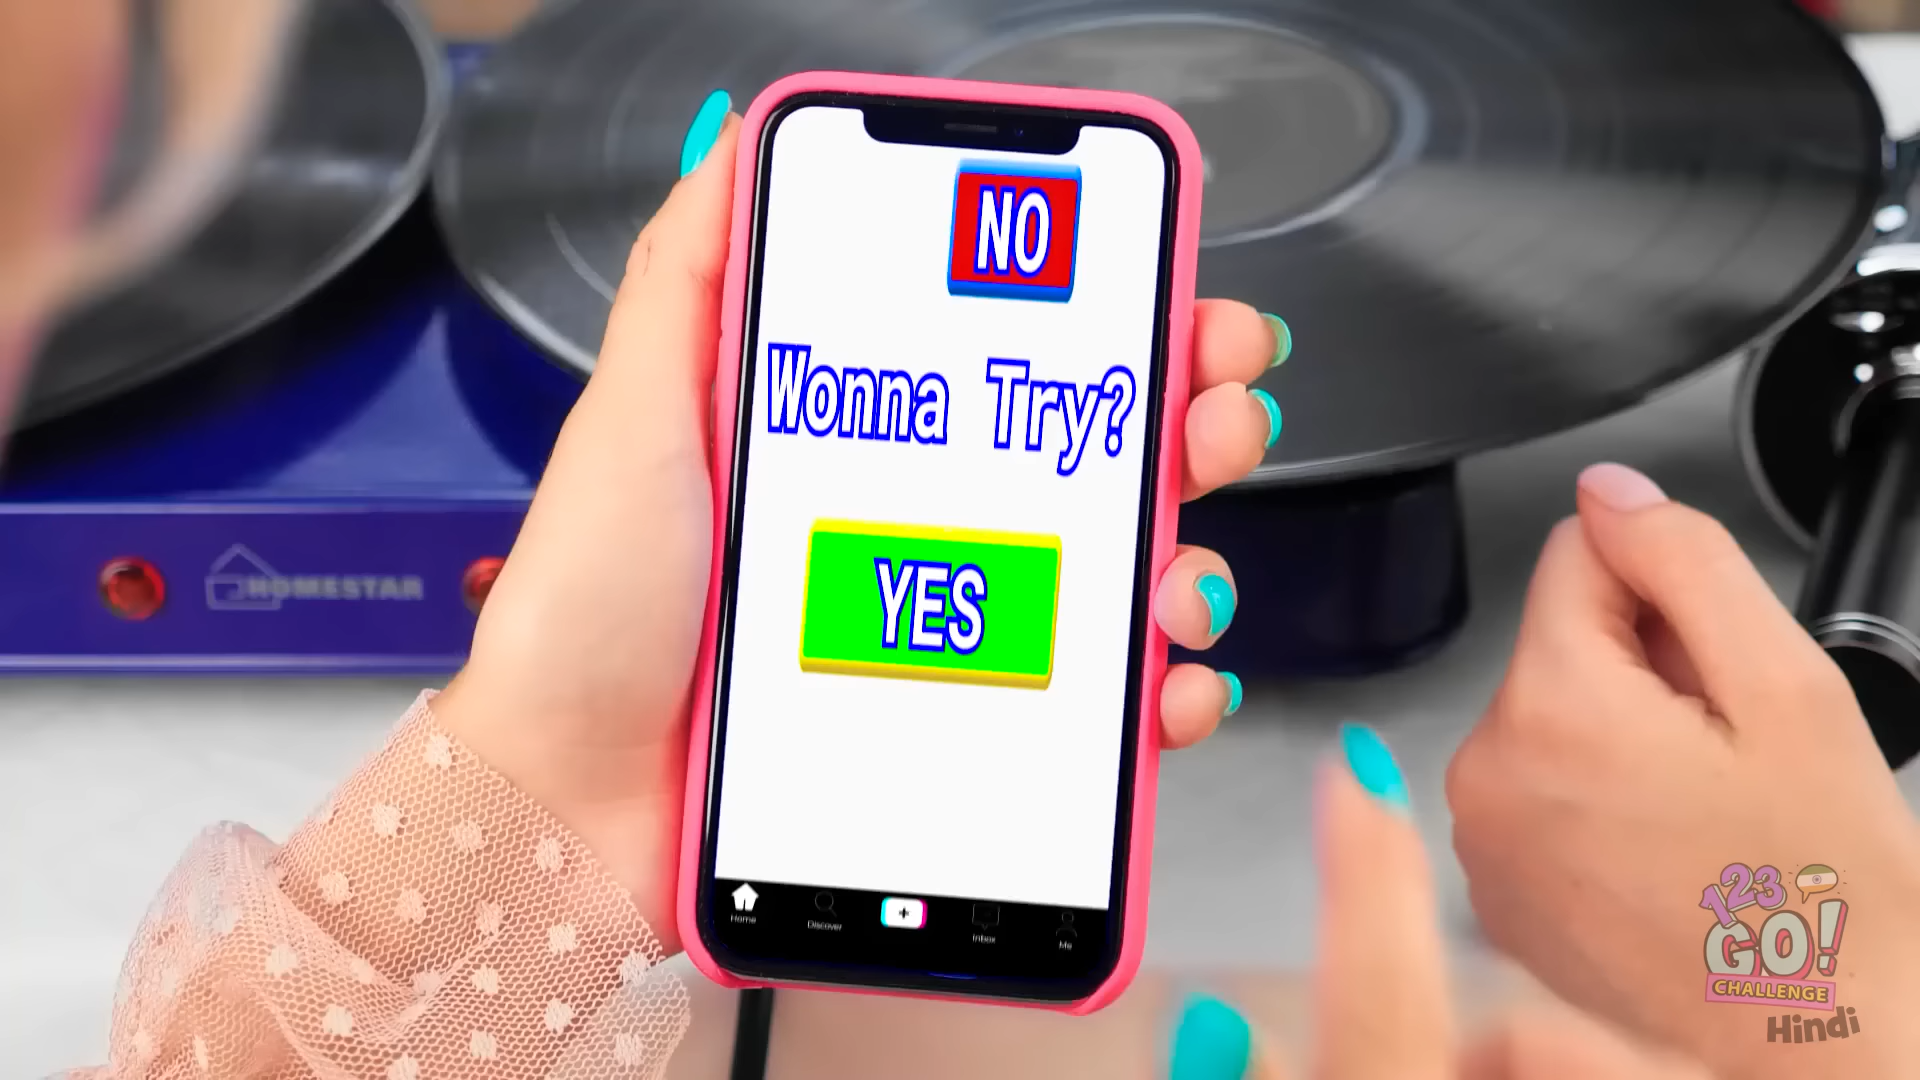 NO
Wonna Try?
YES
Home
Discover
Inbox
Me
HOMESTAR
123
GO!
CHALLENGE
Hindi